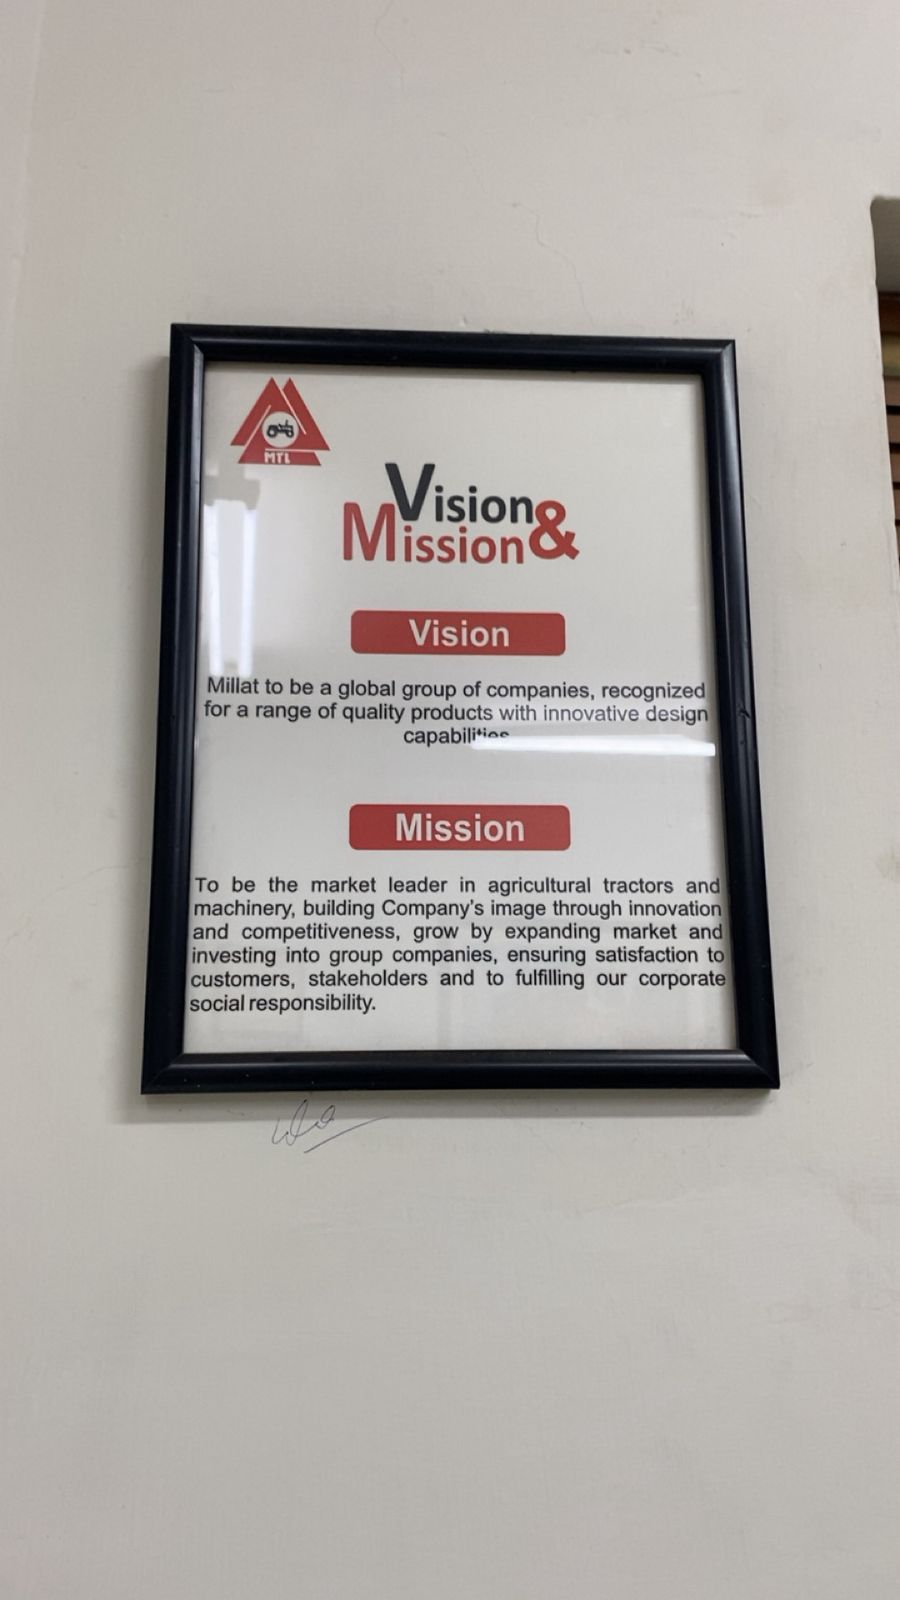 MTL
Vision
Mission &
Vision
Millat to be a global group of companies, recognized
for a range of quality products with innovative design
capabilities
Mission
To be the market leader in agricultural tractors and
machinery, building Company's image through innovation
and competitiveness, grow by expanding market and
investing into group companies, ensuring satisfaction to
customers, stakeholders and to fulfilling our corporate
social responsibility.